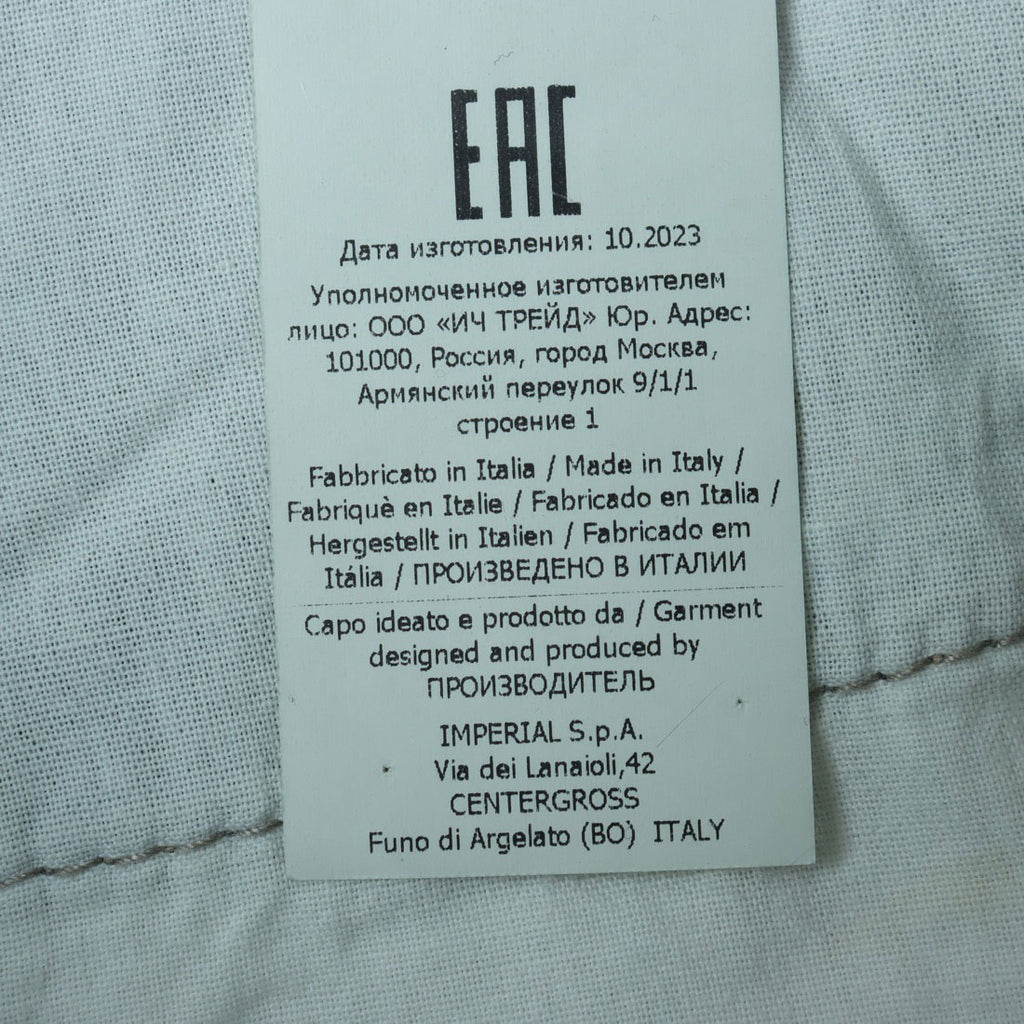 EAC
Дата изготовления: 10.2023
Уполномоченное изготовителем
лицо: ООО «ИЧ ТРЕЙД» Юр. Адрес:
101000, Россия, город Москва,
Армянский переулок 9/1/1
строение 1
Fabbricato in Italia / Made in Italy /
Fabriquè en Italie / Fabricado en Italia /
Hergestellt in Italien / Fabricado em
Itália / ПРОИЗВЕДЕНО В ИТАЛИИ
Capo ideato e prodotto da / Garment
designed and produced by
ПРОИЗВОДИТЕЛЬ
IMPERIAL S.p.A.
Via dei Lanaioli,42
CENTERGROSS
Funo di Argelato (BO) ITALY